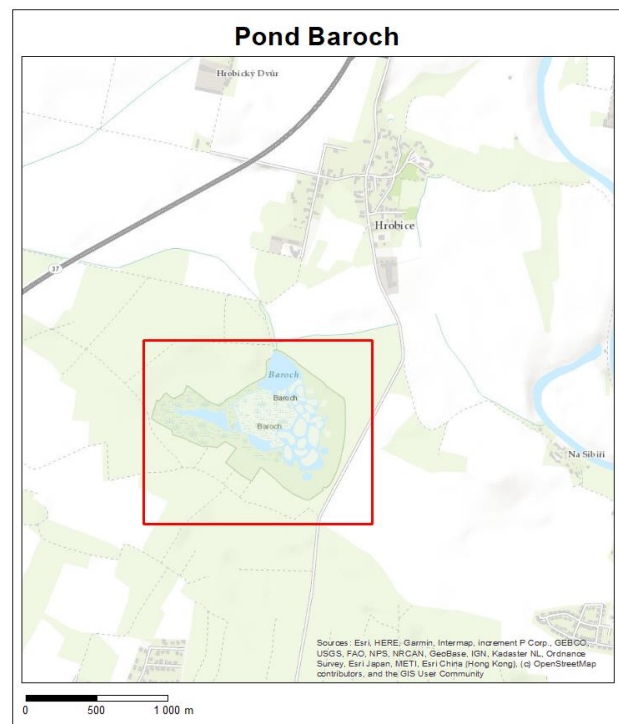 Pond Baroch
Hrobický Dvůr
Hrobice
37
Baroch
Baroch
Baroch
Na Sibiři
Sources: Esri, HERE, Garmin, Intermap, increment P Corp., GEBCO,
USGS, FAO, NPS, NRCAN, GeoBase, IGN, Kadaster NL, Ordnance
Survey, Esri Japan, METI, Esri China (Hong Kong), (c) OpenStreetMap
contributors, and the GIS User Community
0 500 1 000 m